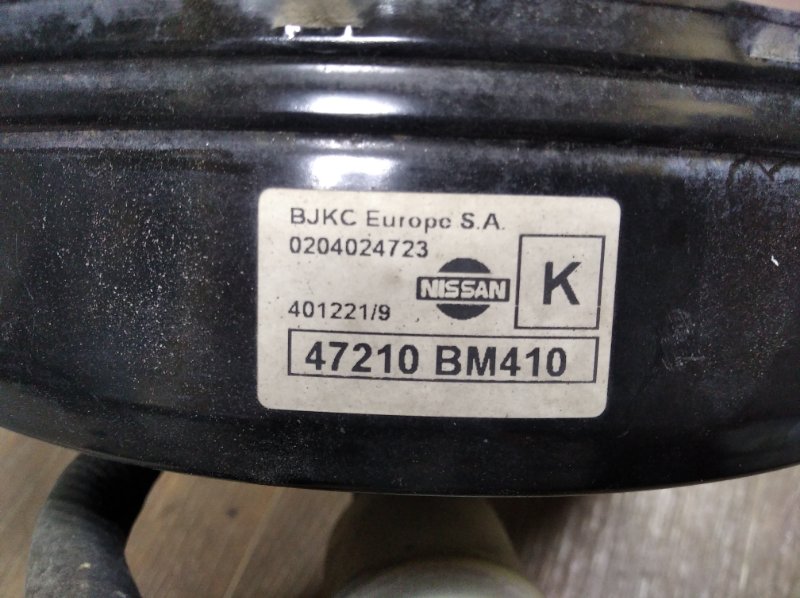 BJKC Europe S.A.
0204024723
NISSAN
K
401221/9
47210 BM410